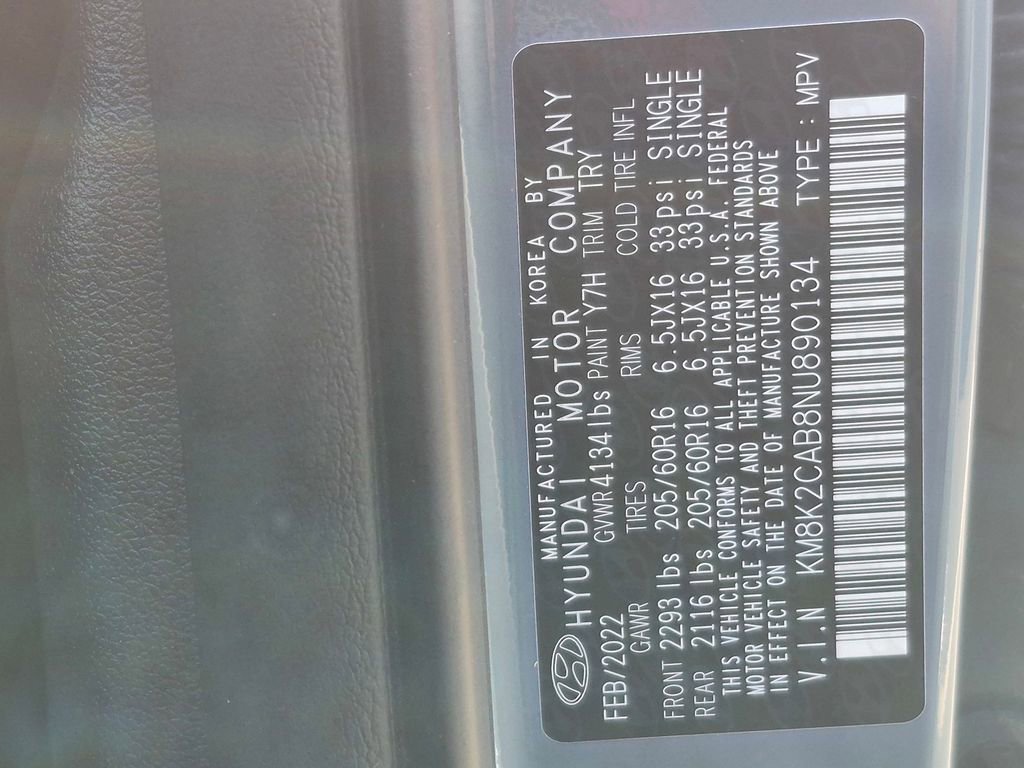 MANUFACTURED IN KOREA BY
HYUNDAI MOTOR COMPANY
FEB/2022 GVWR 4134 lbs PAINT Y7H TRIM TRY
GAWR TIRES RIMS COLD TIRE INFL
FRONT 2293 lbs 205/60R16 6.5JX16 33psi SINGLE
REAR 2116 lbs 205/60R16 6.5JX16 33psi SINGLE
THIS VEHICLE CONFORMS TO ALL APPLICABLE U.S.A. FEDERAL
MOTOR VEHICLE SAFETY AND THEFT PREVENTION STANDARDS
IN EFFECT ON THE DATE OF MANUFACTURE SHOWN ABOVE
V.I.N KM8K2CAB8NU890134 TYPE : MPV